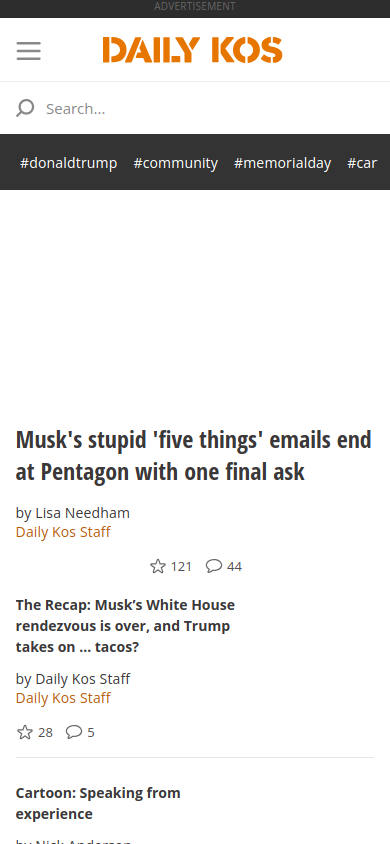 ADVERTISEMENT
DAILY KOS
Search...
#donaldtrump #community #memorialday #car
Musk's stupid 'five things' emails end
at Pentagon with one final ask
by Lisa Needham
Daily Kos Staff
121 44
The Recap: Musk’s White House
rendezvous is over, and Trump
takes on ... tacos?
by Daily Kos Staff
Daily Kos Staff
28 5
Cartoon: Speaking from
experience
by Nick Anderson